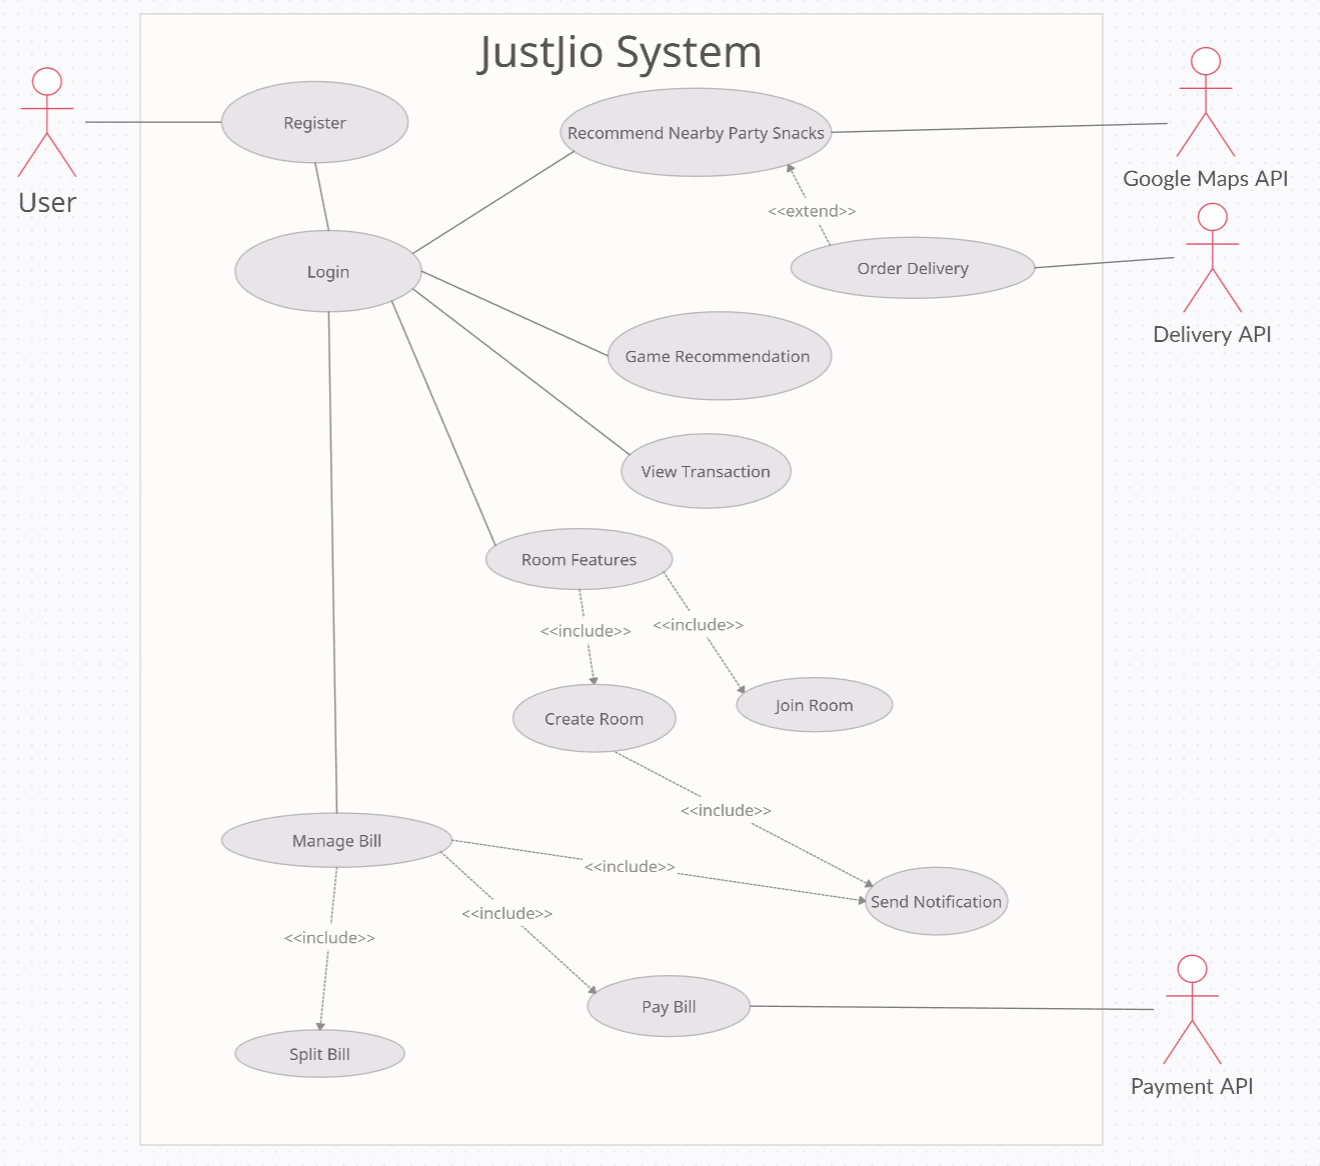 JustJio System
User
Register
Login
Recommend Nearby Party Snacks
Google Maps API
<<extend>>
Order Delivery
Delivery API
Game Recommendation
View Transaction
Room Features
<<include>>
<<include>>
Create Room
Join Room
<<include>>
Manage Bill
<<include>>
Send Notification
<<include>>
<<include>>
Pay Bill
Split Bill
Payment API